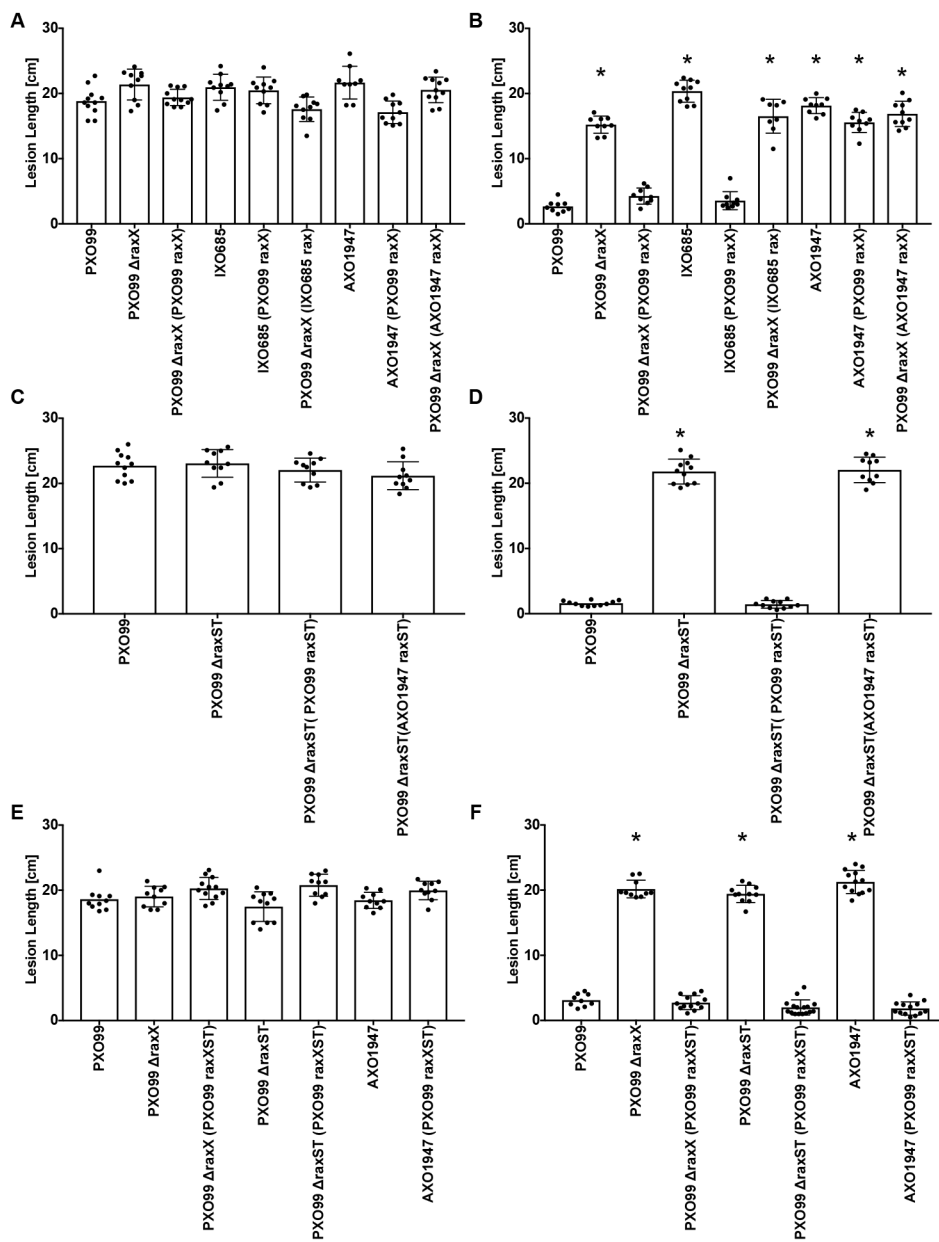 A
Lesion Length [cm]
30
20
10
0
PXO99
PXO99 ΔraxX
PXO99 ΔraxX (PXO99 raxX)
IXO685
IXO685 (PXO99 raxX)
PXO99 ΔraxX (IXO685 rax)
AXO1947
AXO1947 (PXO99 raxX)
PXO99 ΔraxX (AXO1947 raxX)
B
Lesion Length [cm]
30
20
10
0
* * * * * *
PXO99
PXO99 ΔraxX
PXO99 ΔraxX (PXO99 raxX)
IXO685
IXO685 (PXO99 raxX)
PXO99 ΔraxX (IXO685 rax)
AXO1947
AXO1947 (PXO99 raxX)
PXO99 ΔraxX (AXO1947 raxX)
C
Lesion Length [cm]
30
20
10
0
PXO99
PXO99 ΔraxST
PXO99 ΔraxST( PXO99 raxST)
PXO99 ΔraxST(AXO1947 raxST)
D
Lesion Length [cm]
30
20
10
0
* *
PXO99
PXO99 ΔraxST
PXO99 ΔraxST( PXO99 raxST)
PXO99 ΔraxST(AXO1947 raxST)
E
Lesion Length [cm]
30
20
10
0
PXO99
PXO99 ΔraxX
PXO99 ΔraxX (PXO99 raxXST)
PXO99 ΔraxST
PXO99 ΔraxST (PXO99 raxXST)
AXO1947
AXO1947 (PXO99 raxXST)
F
Lesion Length [cm]
30
20
10
0
* * *
PXO99
PXO99 ΔraxX
PXO99 ΔraxX (PXO99 raxXST)
PXO99 ΔraxST
PXO99 ΔraxST (PXO99 raxXST)
AXO1947
AXO1947 (PXO99 raxXST)